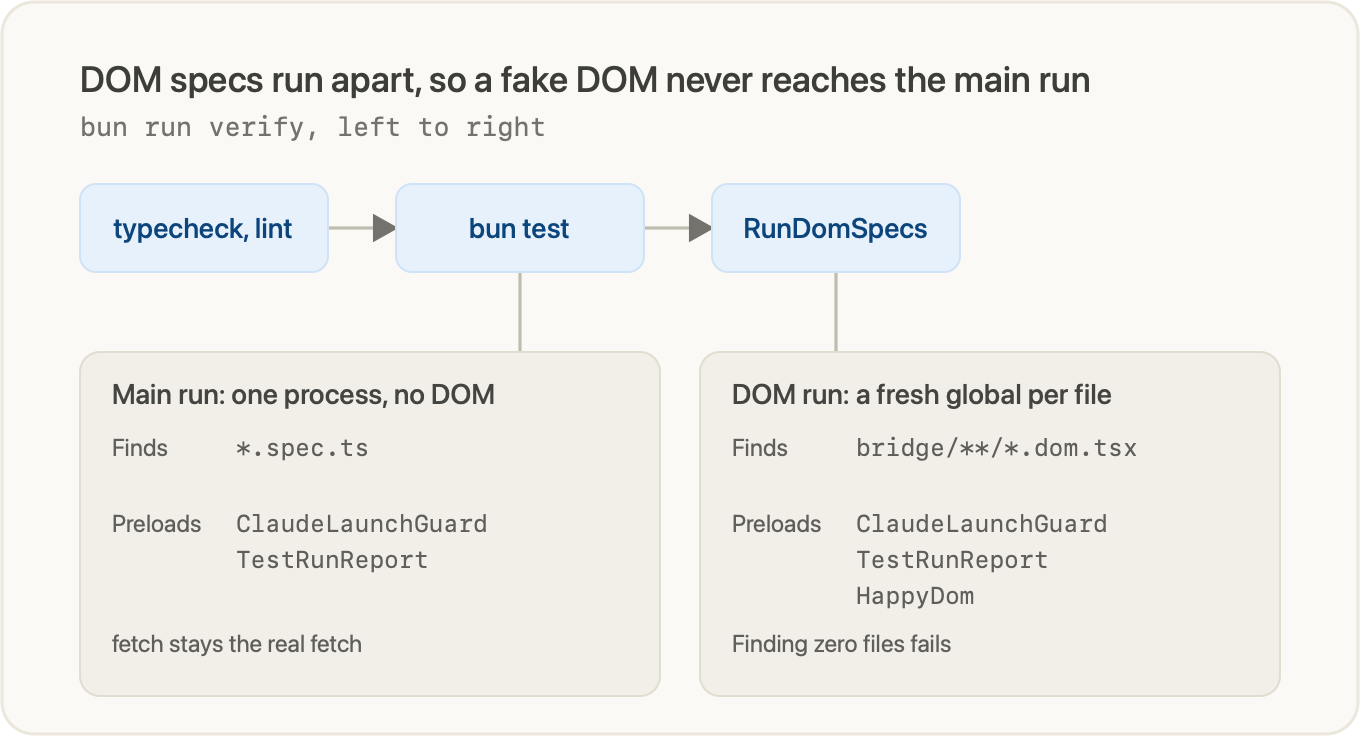 DOM specs run apart, so a fake DOM never reaches the main run
bun run verify, left to right
typecheck, lint
bun test
RunDomSpecs
Main run: one process, no DOM
Finds *.spec.ts
Preloads ClaudeLaunchGuard
TestRunReport
fetch stays the real fetch
DOM run: a fresh global per file
Finds bridge/**/*.dom.tsx
Preloads ClaudeLaunchGuard
TestRunReport
HappyDom
Finding zero files fails